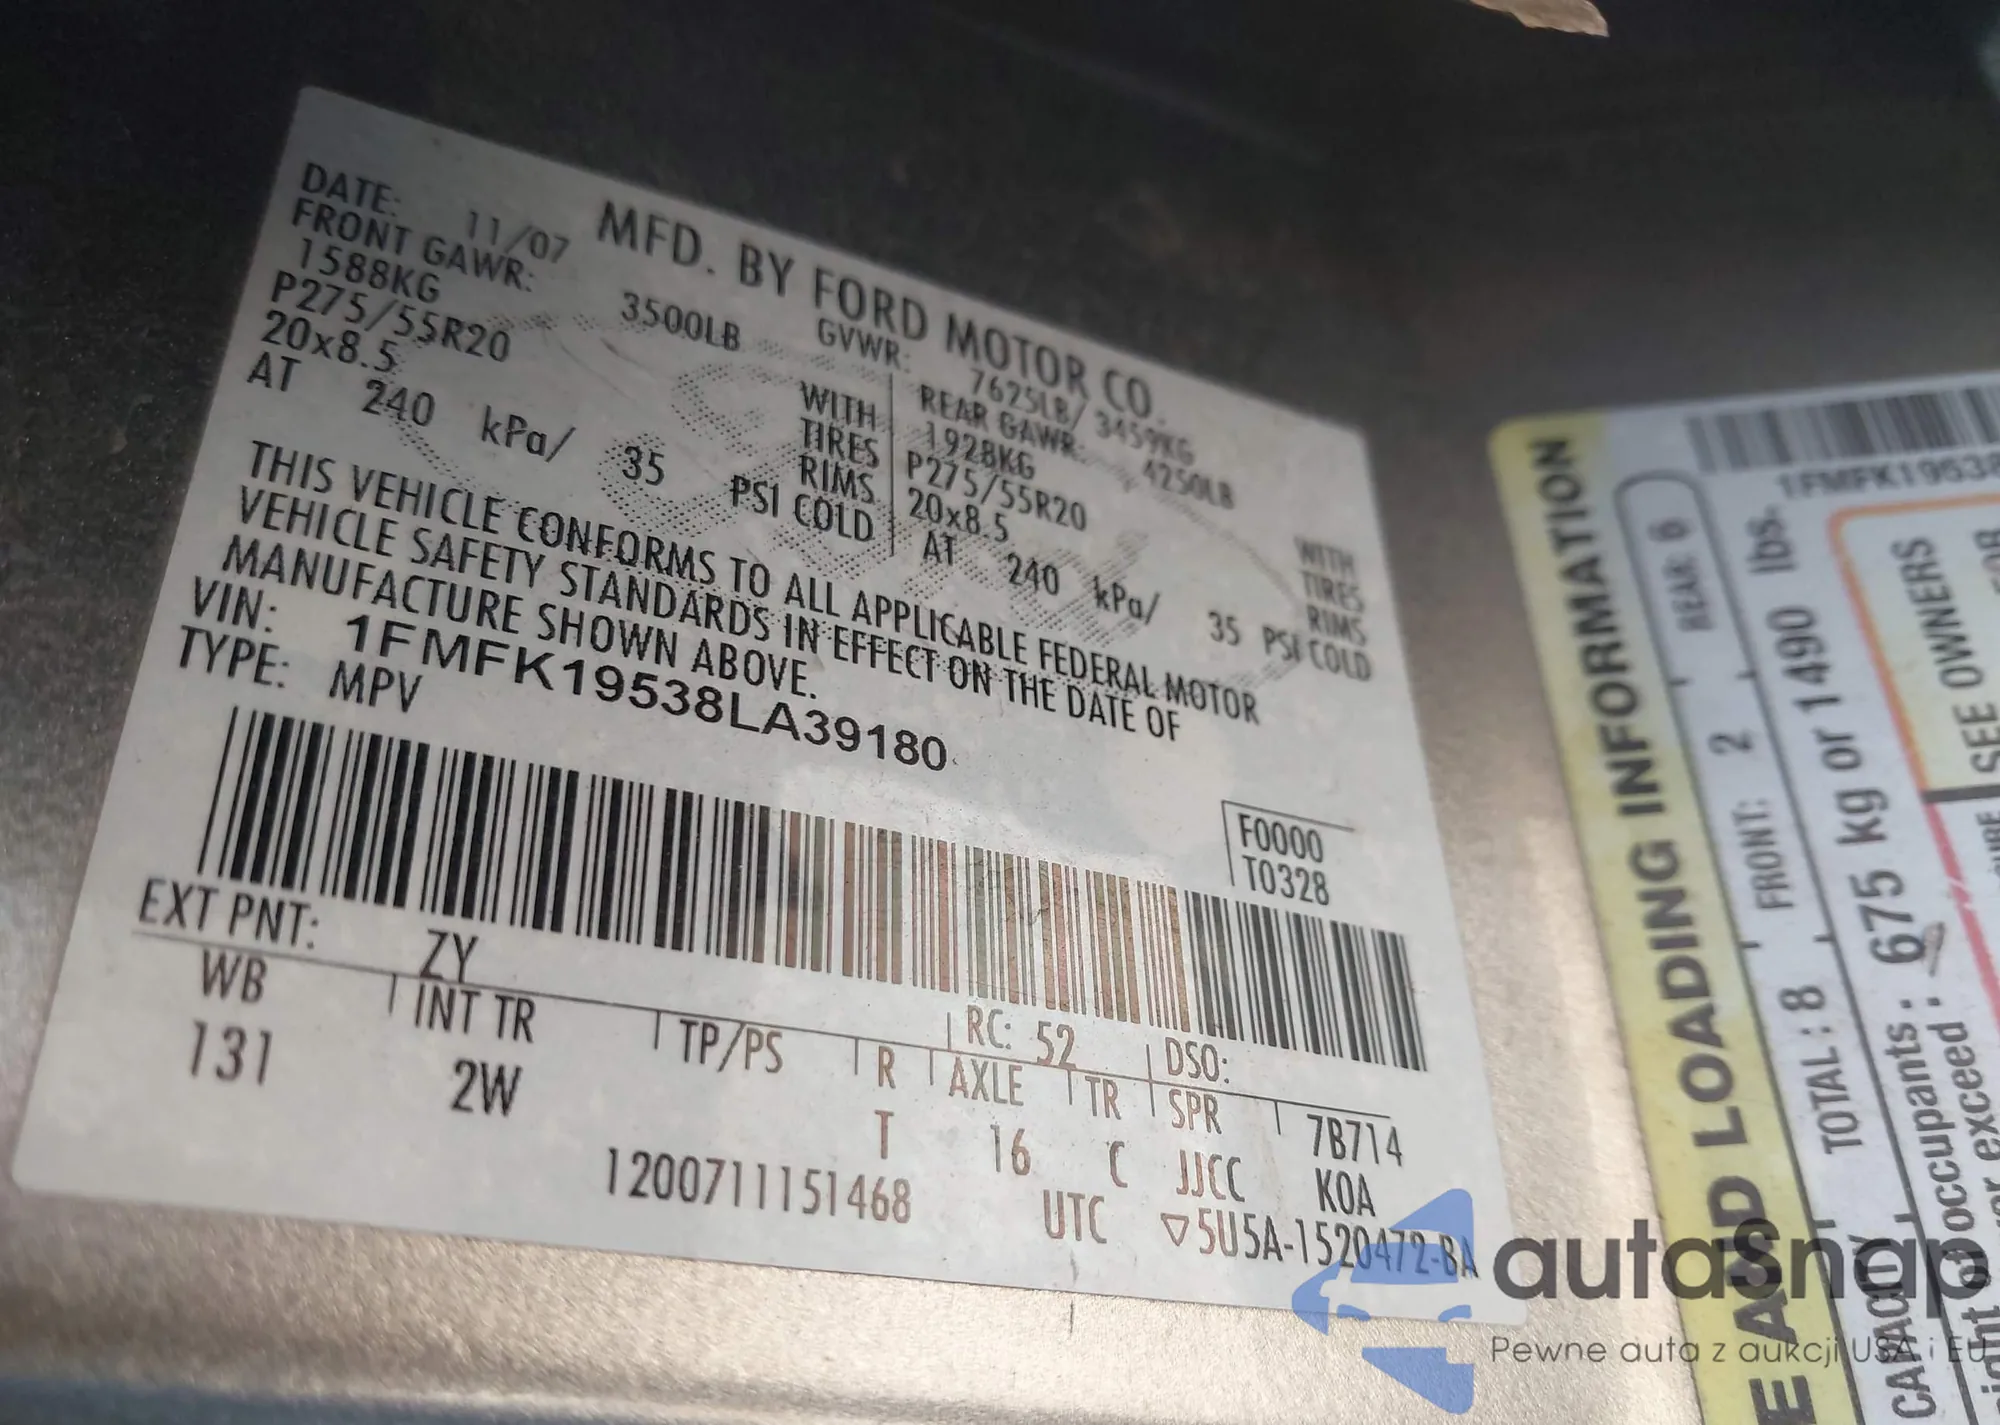 MFD. BY FORD MOTOR CO.
DATE: 11/07 GVWR: 7625LB/ 3459KG
FRONT GAWR: 3500LB REAR GAWR: 4250LB
1588KG WITH 1928KG WITH
P275/55R20 TIRES P275/55R20 TIRES
20x8.5 RIMS 20x8.5 RIMS
AT 240 kPa/ 35 PSI COLD AT 240 kPa/ 35 PSI COLD
THIS VEHICLE CONFORMS TO ALL APPLICABLE FEDERAL MOTOR
VEHICLE SAFETY STANDARDS IN EFFECT ON THE DATE OF
MANUFACTURE SHOWN ABOVE.
VIN: 1FMFK19538LA39180
TYPE: MPV
F0000
T0328
EXT PNT: ZY RC: 52 DSO:
WB INT TR TP/PS R AXLE TR SPR 7B714
131 2W T 16 C JJCC KOA
1200711151468 UTC ▽5U5A-1520472-BA
E AND LOADING INFORMATION
TOTAL: 8 FRONT: 2 REAR: 6
occupants: 675 kg or 1490 lbs.
or exceed :
CAPACITY
1FMFK19538
SEE OWNERS
autasnap
Pewne auta z aukcji USA i EU